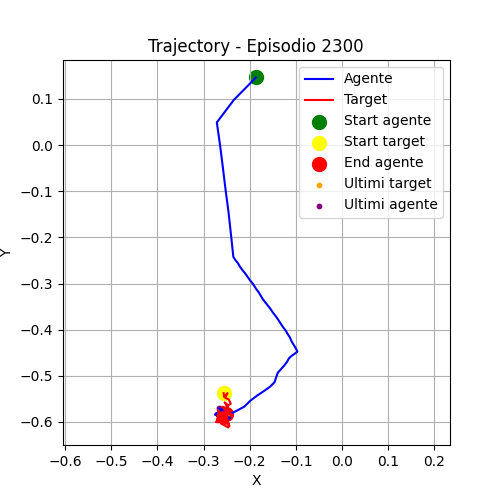 Trajectory - Episodio 2300
Agente
Target
Start agente
Start target
End agente
Ultimi target
Ultimi agente
0.1
0.0
−0.1
−0.2
−0.3
−0.4
−0.5
−0.6
Y
−0.6 −0.5 −0.4 −0.3 −0.2 −0.1 0.0 0.1 0.2
X